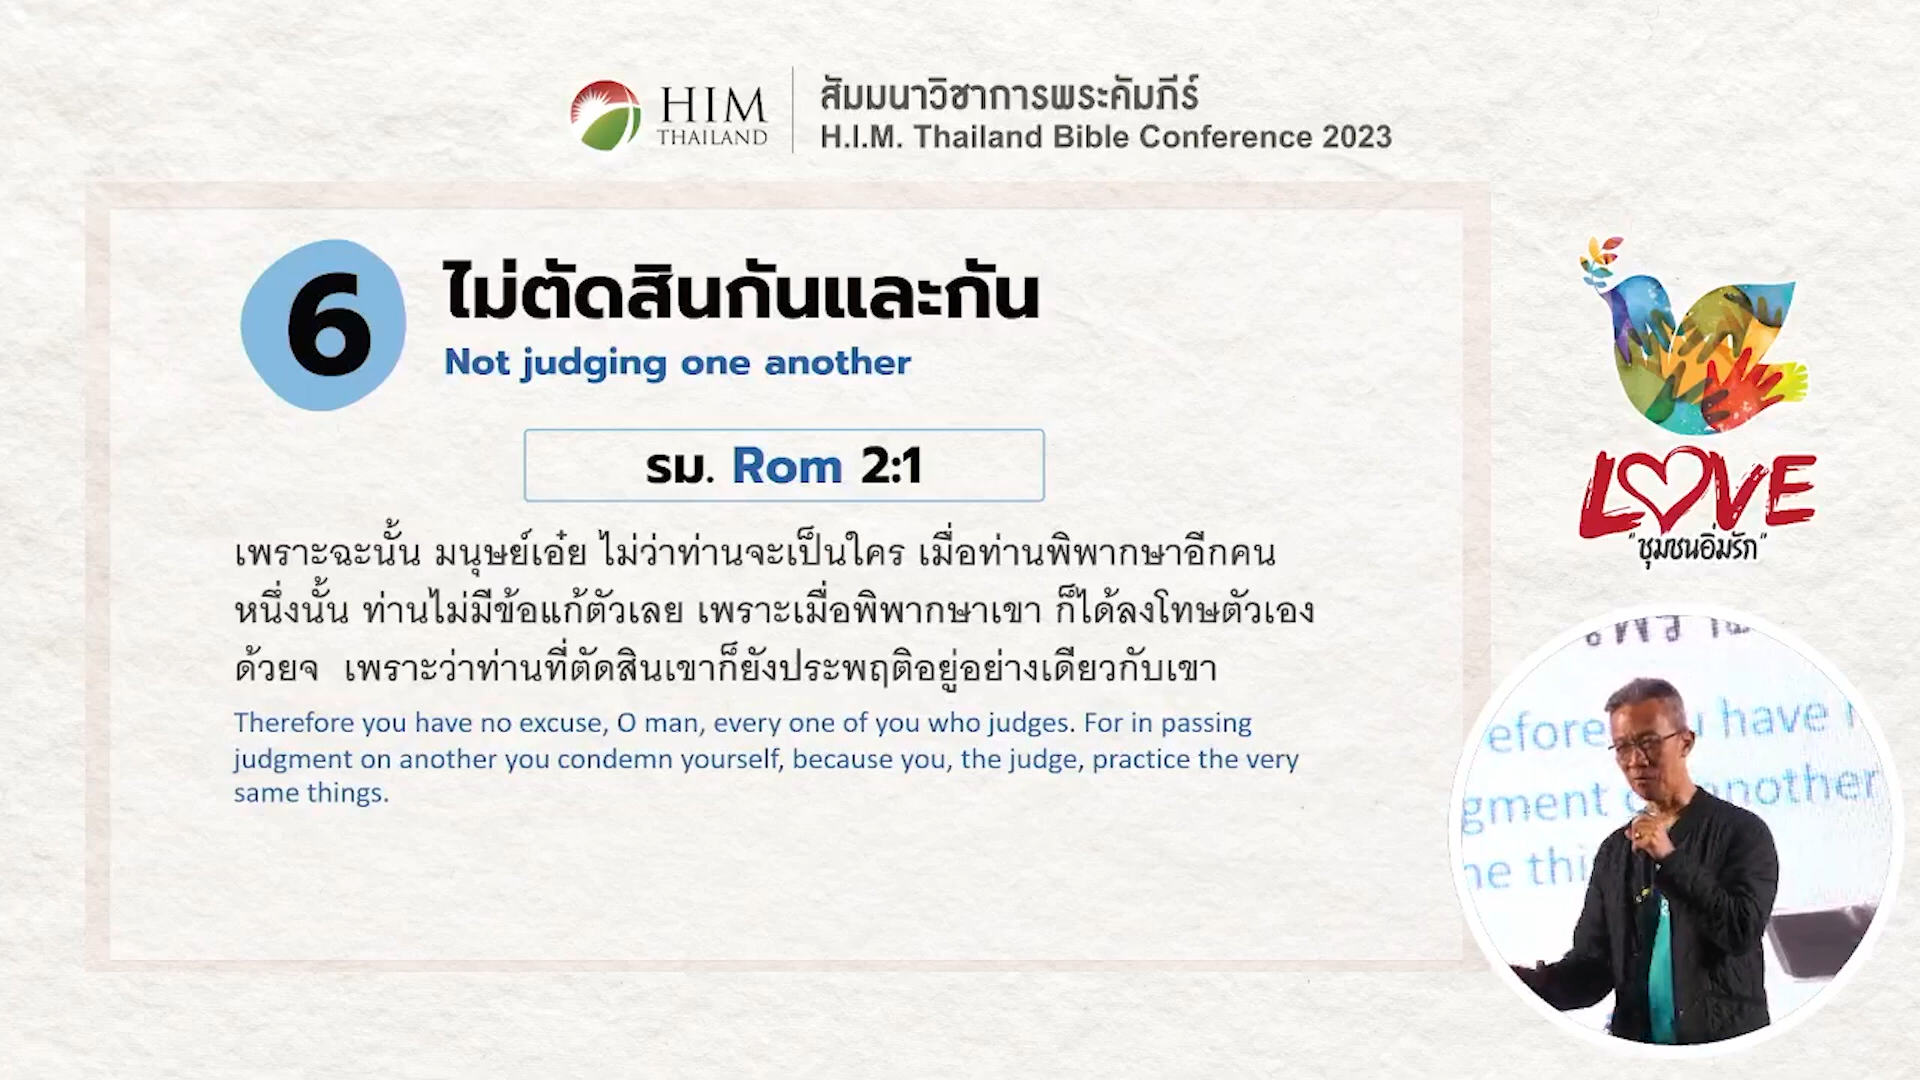 HIM
THAILAND
สัมมนาวิชาการพระคัมภีร์
H.I.M. Thailand Bible Conference 2023
6
ไม่ตัดสินกันและกัน
Not judging one another
รม. Rom 2:1
เพราะฉะนั้น มนุษย์เอ๋ย ไม่ว่าท่านจะเป็นใคร เมื่อท่านพิพากษาอีกคน
หนึ่งนั้น ท่านไม่มีข้อแก้ตัวเลย เพราะเมื่อพิพากษาเขา ก็ได้ลงโทษตัวเอง
ด้วยจ เพราะว่าท่านที่ตัดสินเขาก็ยังประพฤติอยู่อย่างเดียวกับเขา
Therefore you have no excuse, O man, every one of you who judges. For in passing
judgment on another you condemn yourself, because you, the judge, practice the very
same things.
LOVE
"ชุมชนอิ่มรัก"
efore u have
gment another
he thi